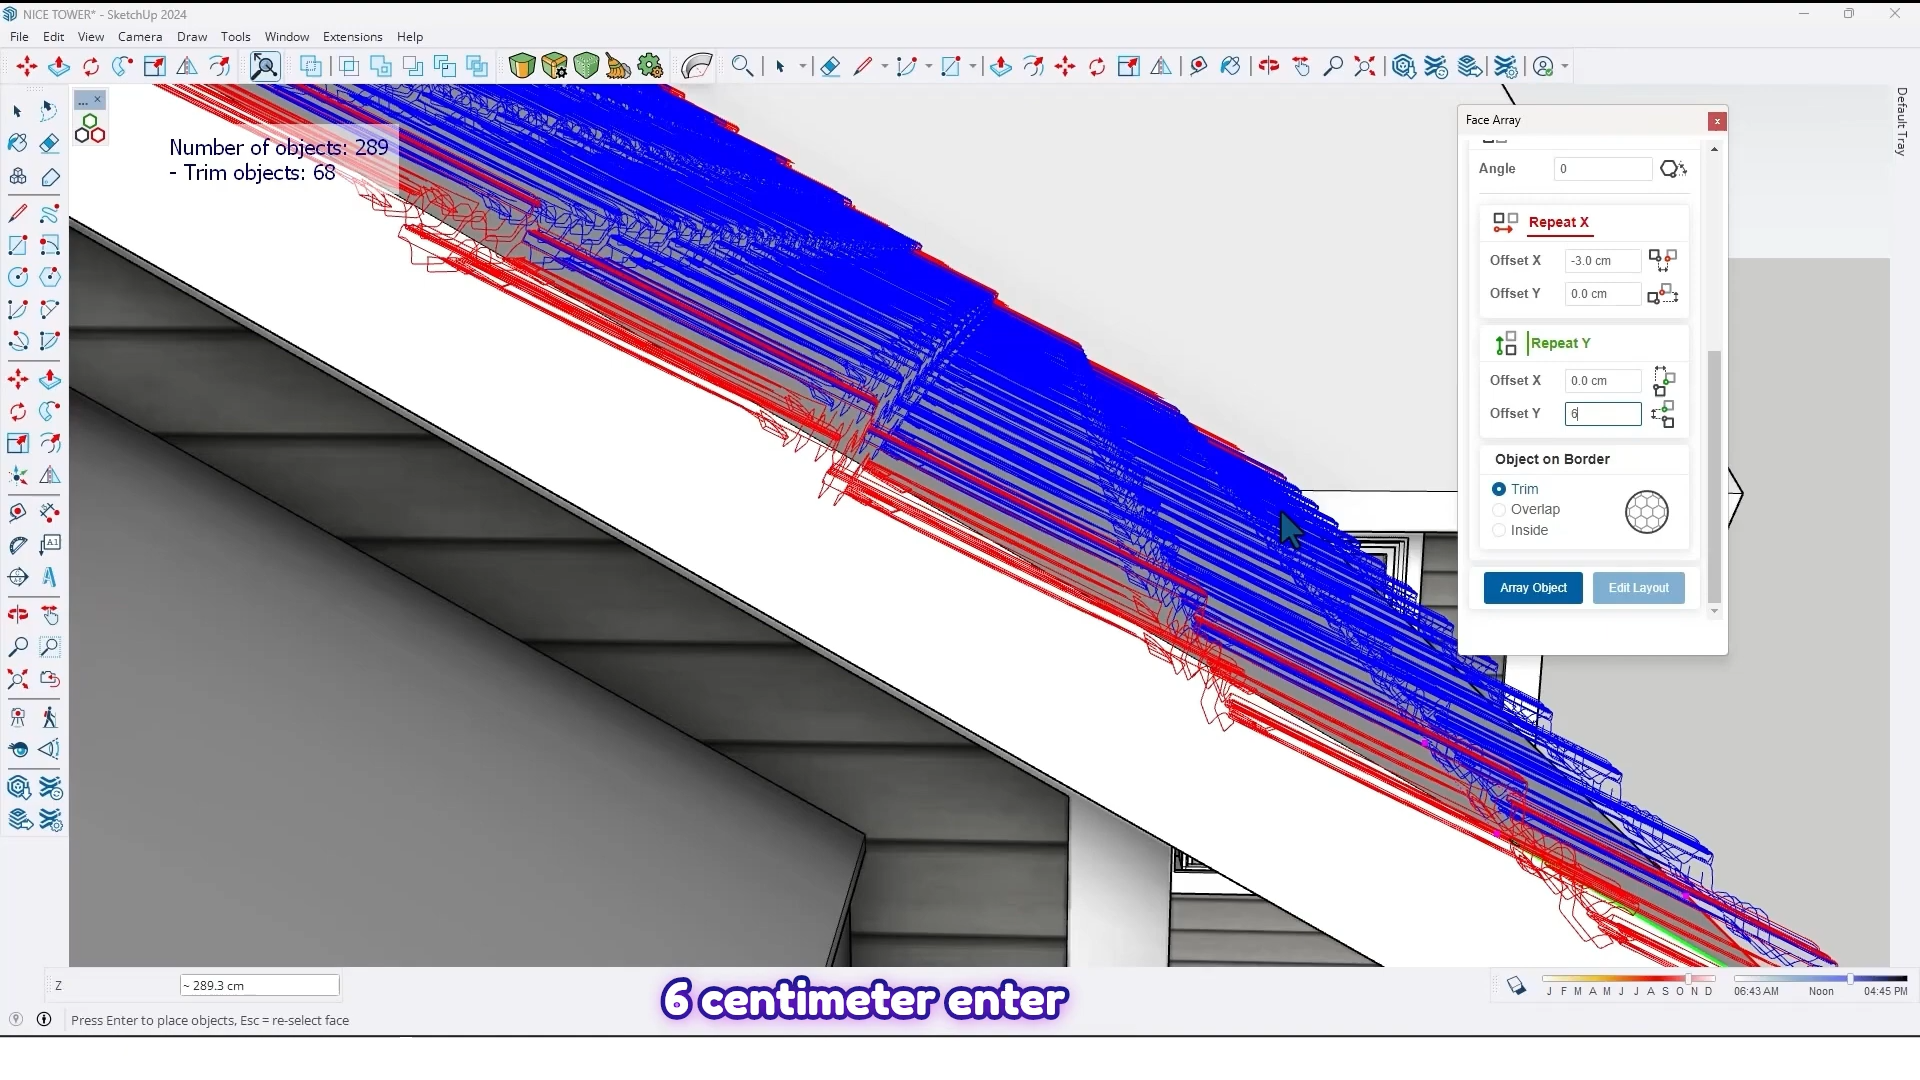 NICE TOWER* - SketchUp 2024
File Edit View Camera Draw Tools Window Extensions Help
...
Number of objects: 289
- Trim objects: 68
Default Tray
Face Array
Angle 0
Repeat X
Offset X -3.0 cm
Offset Y 0.0 cm
Repeat Y
Offset X 0.0 cm
Offset Y 6
Object on Border
Trim
Overlap
Inside
Array Object Edit Layout
Z ~ 289.3 cm
6 centimeter enter
J F M A M J J A S O N D 06:43 AM Noon 04:45 PM
Press Enter to place objects, Esc = re-select face